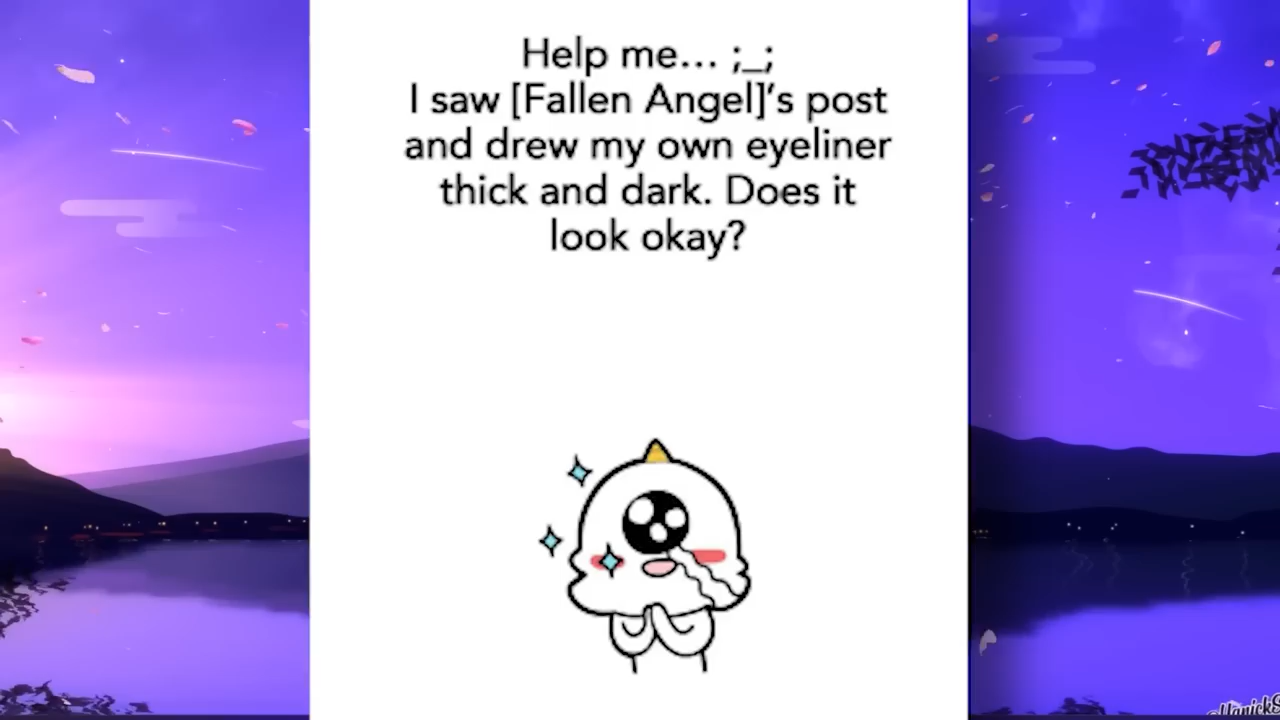 Help me... ;_;
I saw [Fallen Angel]'s post
and drew my own eyeliner
thick and dark. Does it
look okay?